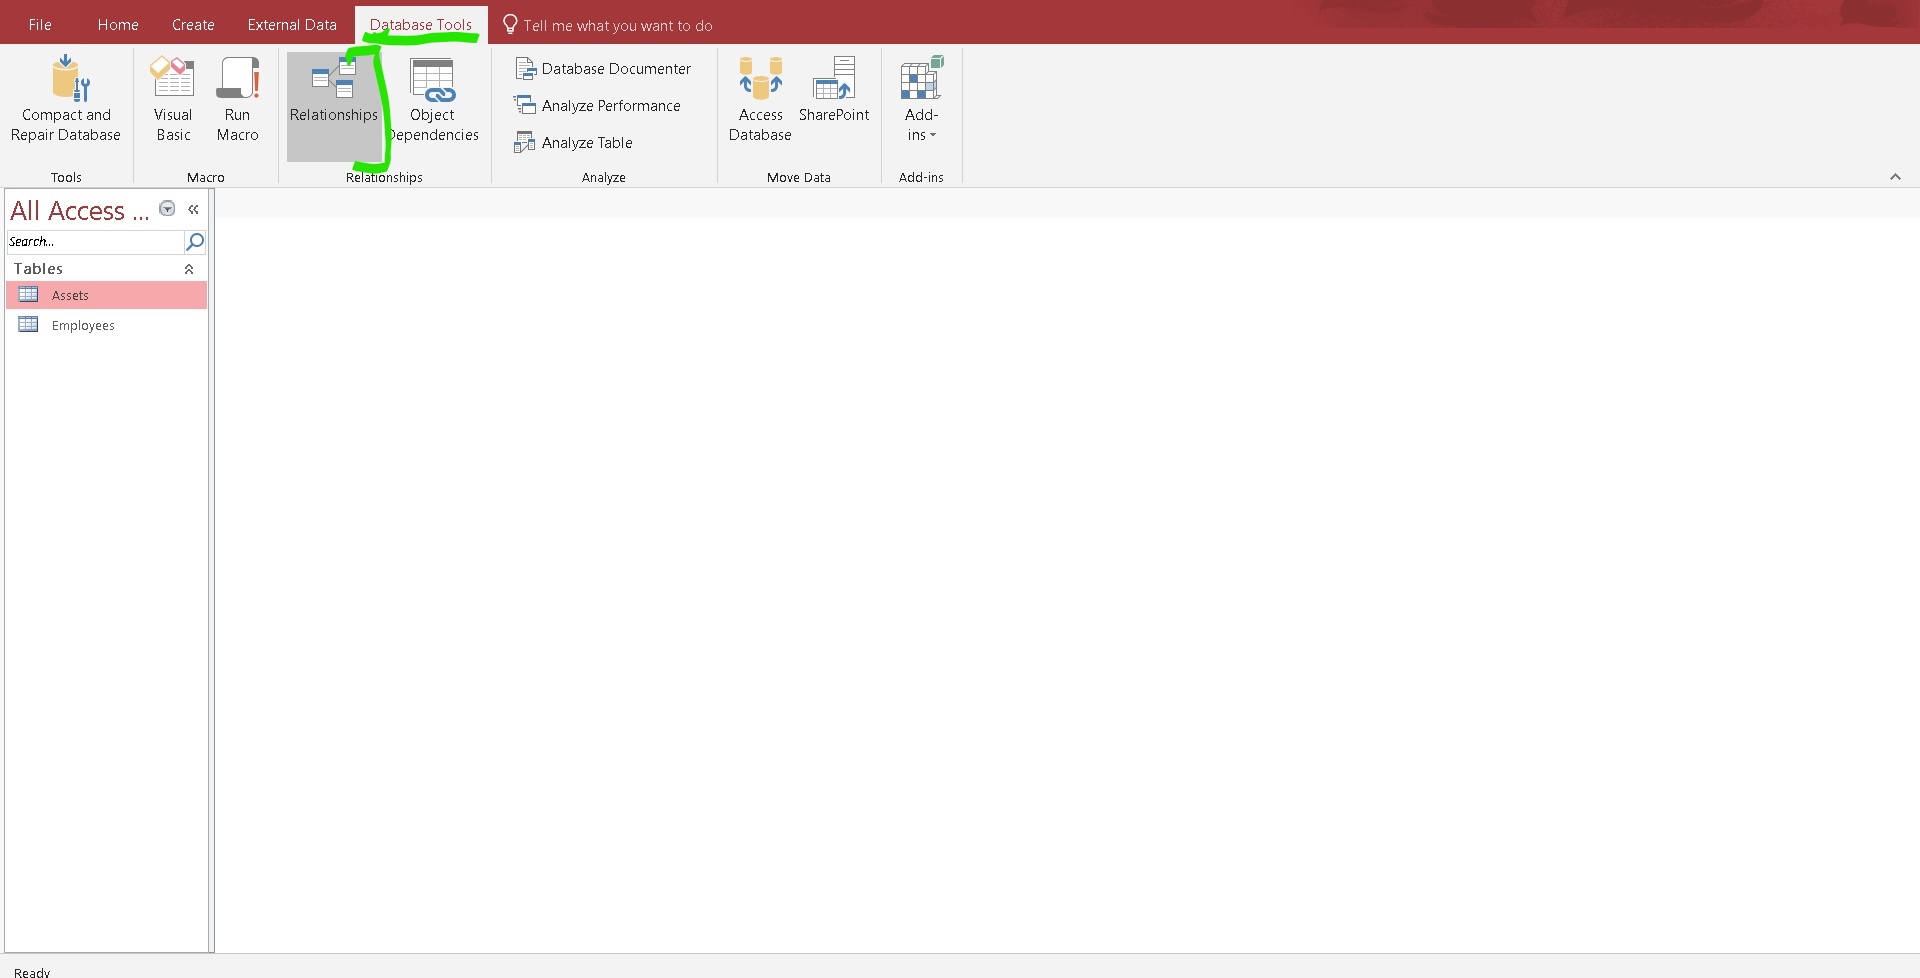 File Home Create External Data Database Tools Tell me what you want to do
Compact and Repair Database
Visual Basic
Run Macro
Relationships
Object Dependencies
Database Documenter
Analyze Performance
Analyze Table
Access Database
SharePoint
Add-ins
Tools Macro Relationships Analyze Move Data Add-ins
All Access ...
Search...
Tables
Assets
Employees
Ready